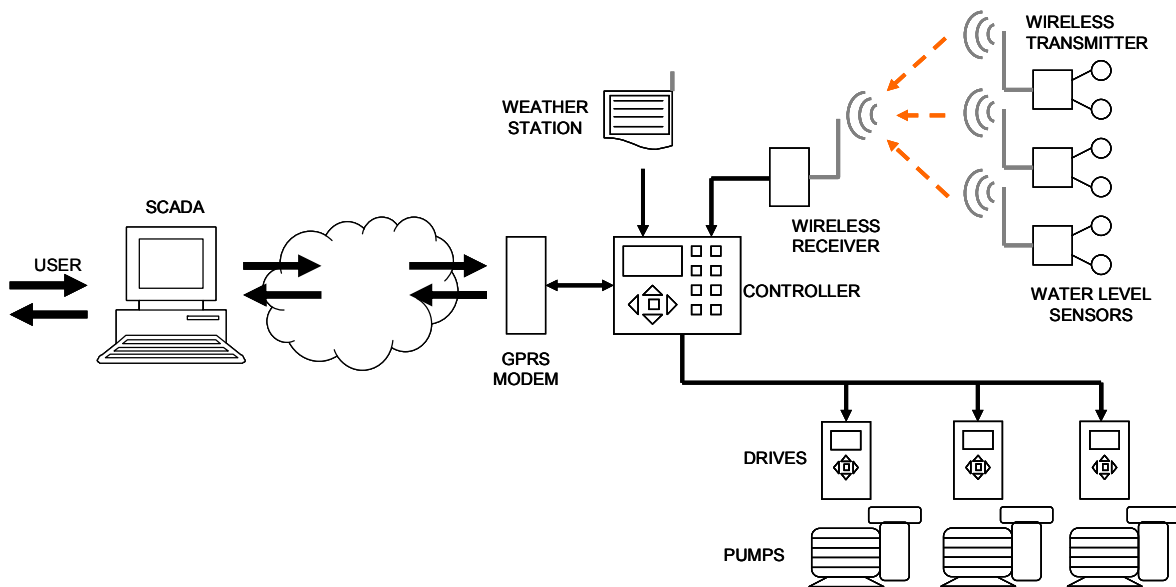 WIRELESS
TRANSMITTER
WEATHER
STATION
SCADA
USER
WIRELESS
RECEIVER
CONTROLLER
WATER LEVEL
SENSORS
GPRS
MODEM
DRIVES
PUMPS